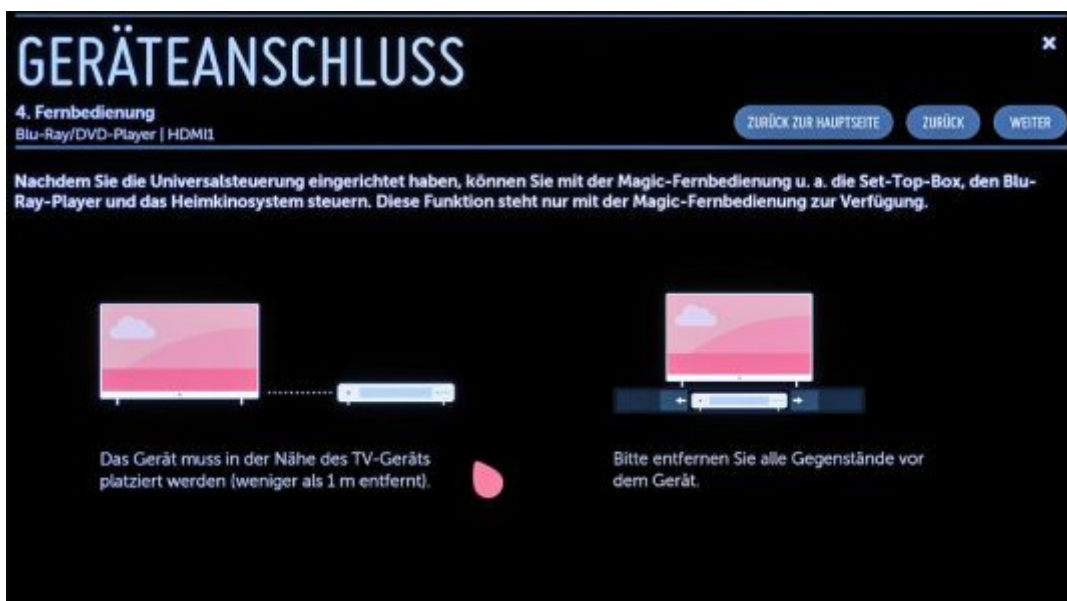 GERÄTEANSCHLUSS
4. Fernbedienung
Blu-Ray/DVD-Player | HDMI1
ZURÜCK ZUR HAUPTSEITE
ZURÜCK
WEITER
Nachdem Sie die Universalsteuerung eingerichtet haben, können Sie mit der Magic-Fernbedienung u. a. die Set-Top-Box, den Blu-
Ray-Player und das Heimkinosystem steuern. Diese Funktion steht nur mit der Magic-Fernbedienung zur Verfügung.
Das Gerät muss in der Nähe des TV-Geräts
platziert werden (weniger als 1 m entfernt).
Bitte entfernen Sie alle Gegenstände vor
dem Gerät.